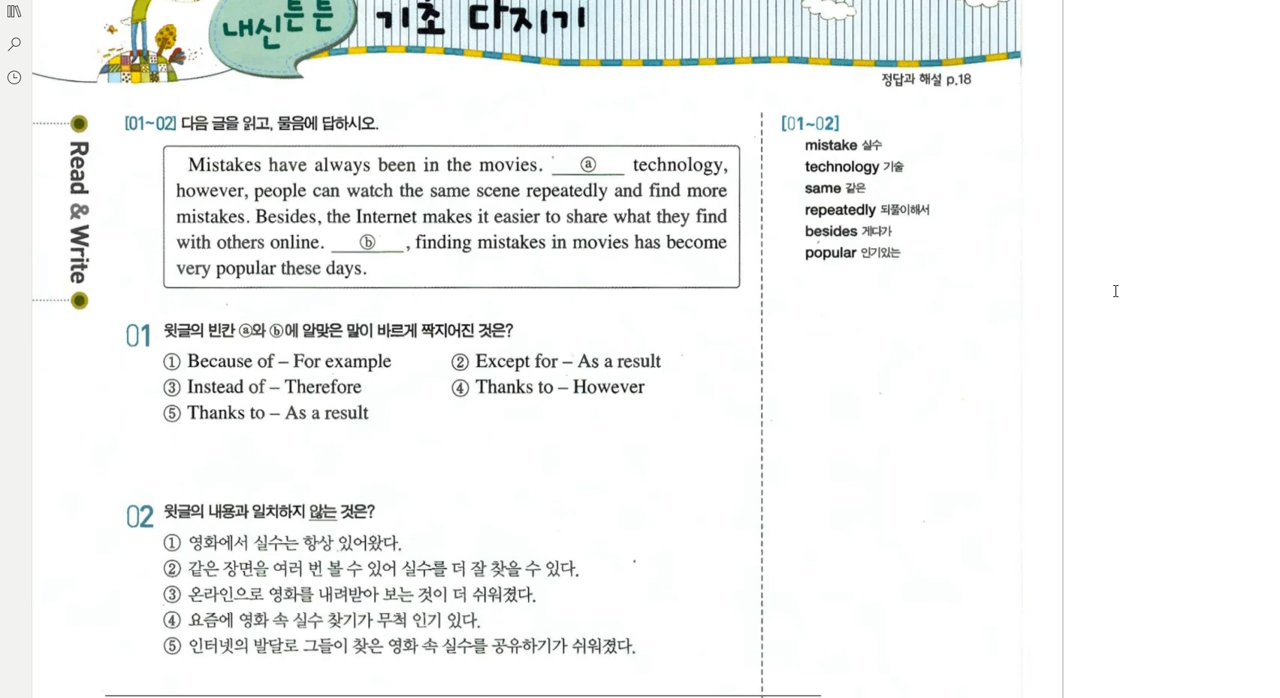 내신튼튼 기초 다지기
정답과 해설 p.18
Read & Write
[01~02] 다음 글을 읽고, 물음에 답하시오.
Mistakes have always been in the movies. ⓐ technology,
however, people can watch the same scene repeatedly and find more
mistakes. Besides, the Internet makes it easier to share what they find
with others online. ⓑ , finding mistakes in movies has become
very popular these days.
[01~02]
mistake 실수
technology 기술
same 같은
repeatedly 되풀이해서
besides 게다가
popular 인기있는
01 윗글의 빈칸 ⓐ와 ⓑ에 알맞은 말이 바르게 짝지어진 것은?
① Because of – For example ② Except for – As a result
③ Instead of – Therefore ④ Thanks to – However
⑤ Thanks to – As a result
02 윗글의 내용과 일치하지 않는 것은?
① 영화에서 실수는 항상 있어왔다.
② 같은 장면을 여러 번 볼 수 있어 실수를 더 잘 찾을 수 있다.
③ 온라인으로 영화를 내려받아 보는 것이 더 쉬워졌다.
④ 요즘에 영화 속 실수 찾기가 무척 인기 있다.
⑤ 인터넷의 발달로 그들이 찾은 영화 속 실수를 공유하기가 쉬워졌다.